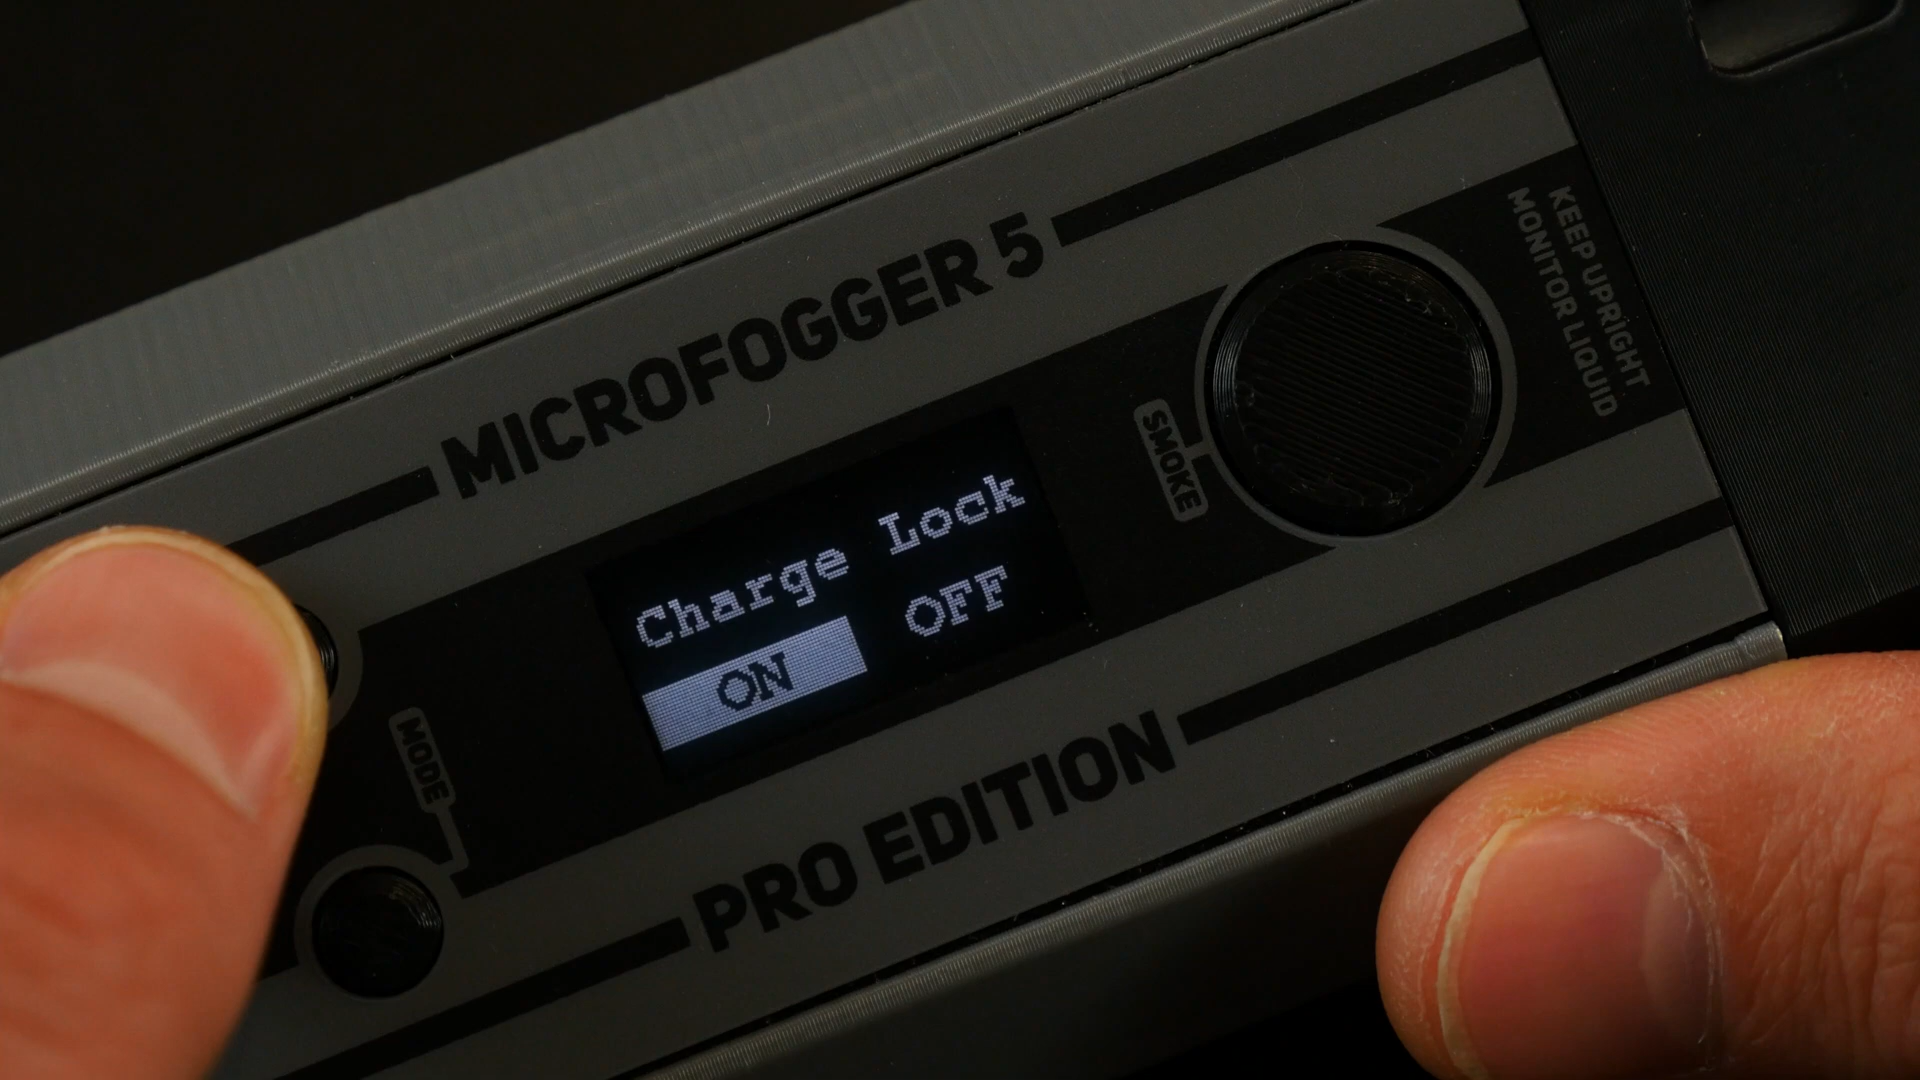 MICROFOGGER 5
Charge Lock
ON OFF
PRO EDITION
MODE
SMOKE
KEEP UPRIGHT
MONITOR LIQUID